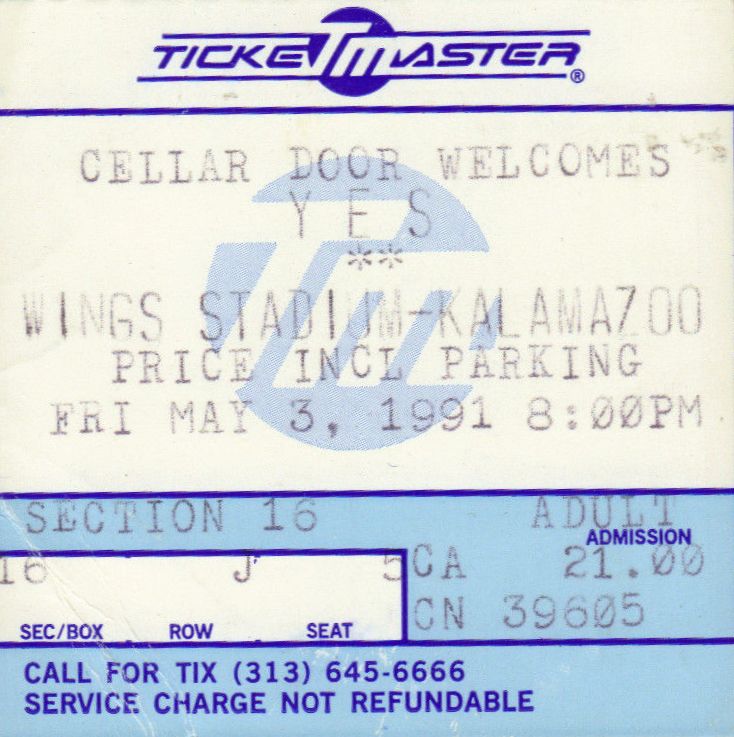 TICKETMASTER®
CELLAR DOOR WELCOMES
Y E S
**
WINGS STADIUM-KALAMAZOO
PRICE INCL PARKING
FRI MAY 3, 1991 8:00PM
SECTION 16 ADULT
ADMISSION
16 J 5 CA 21.00
CN 39605
SEC/BOX ROW SEAT
CALL FOR TIX (313) 645-6666
SERVICE CHARGE NOT REFUNDABLE